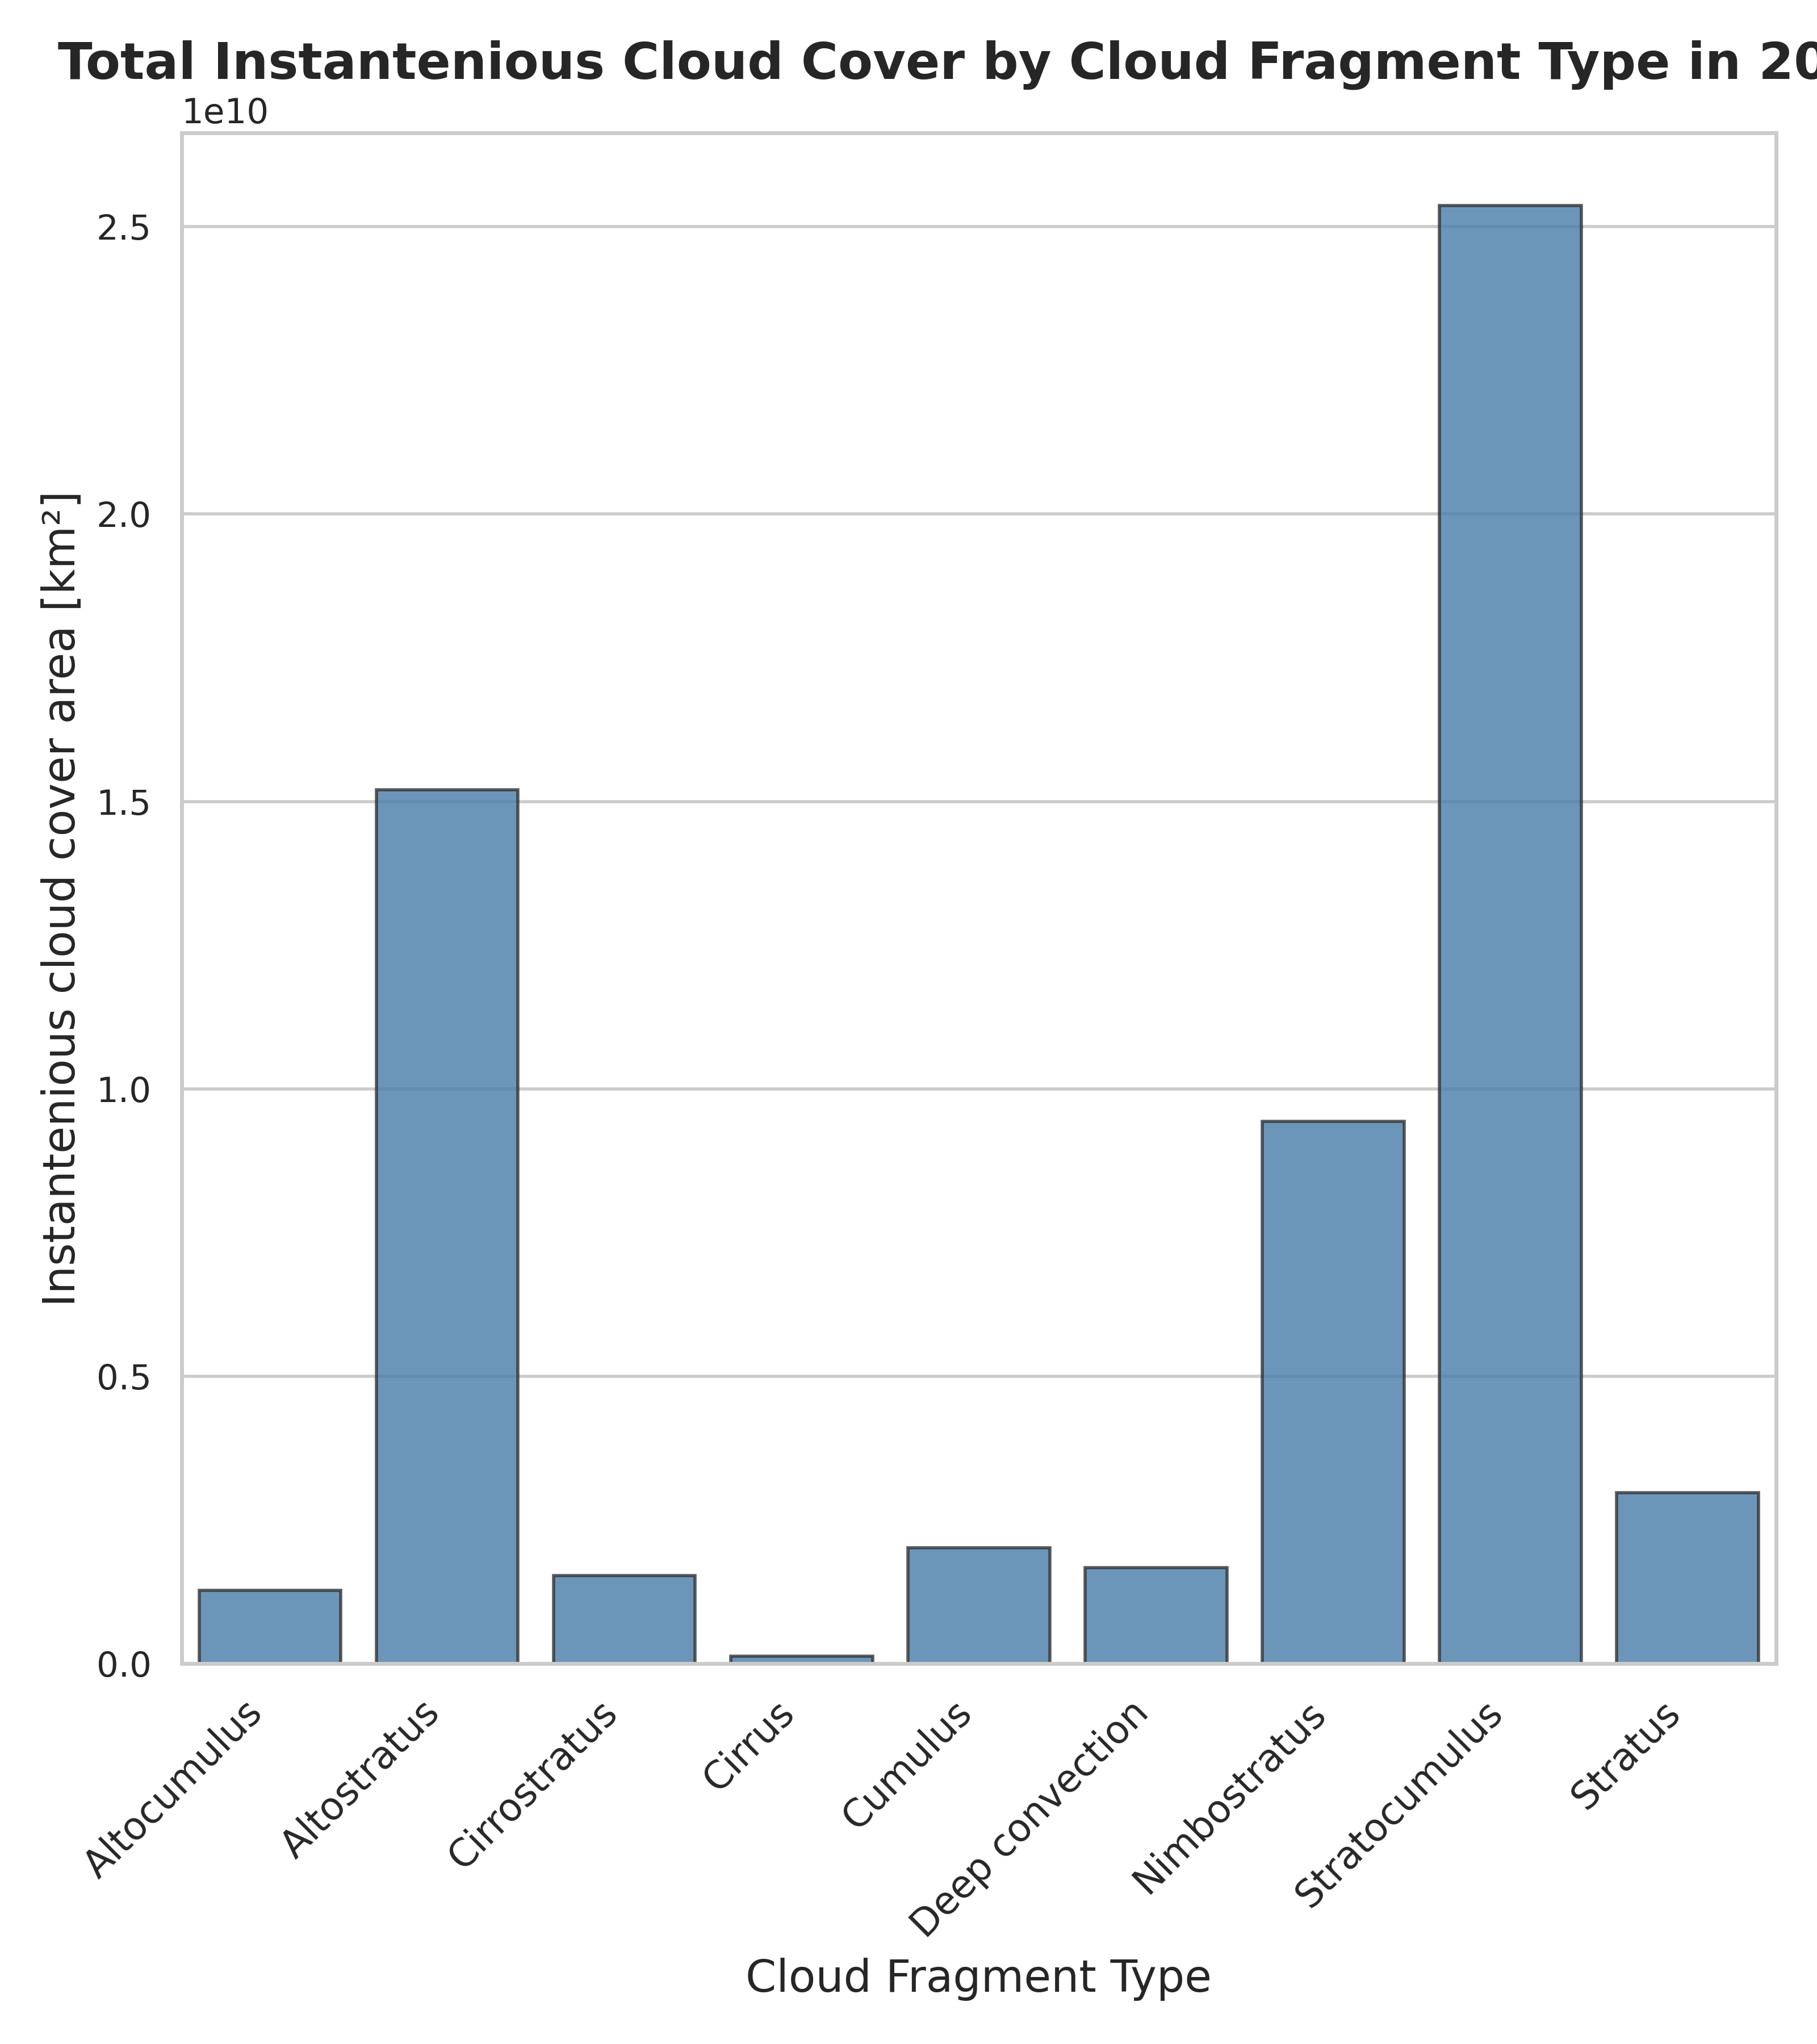 Total Instantenious Cloud Cover by Cloud Fragment Type in 20
1e10
Instantenious cloud cover area [km²]
2.5
2.0
1.5
1.0
0.5
0.0
Altocumulus
Altostratus
Cirrostratus
Cirrus
Cumulus
Deep convection
Nimbostratus
Stratocumulus
Stratus
Cloud Fragment Type